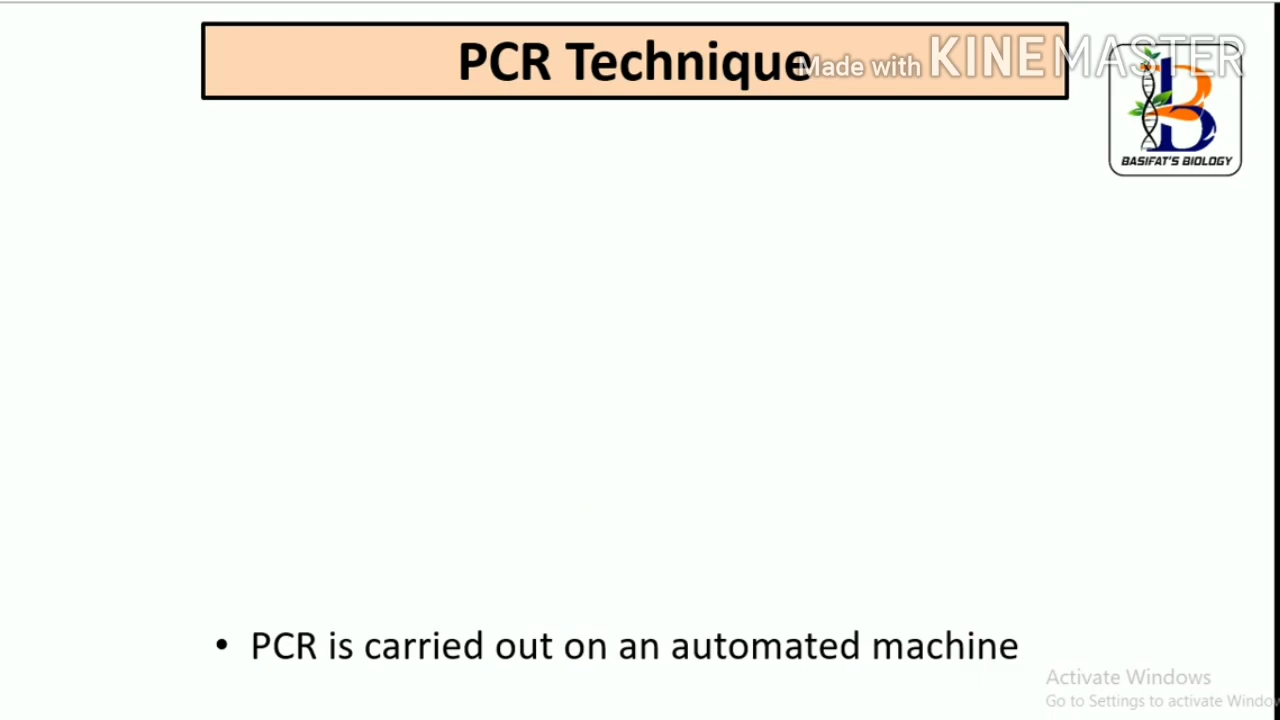 PCR Technique
Made with KINEMASTER
BASIFAT'S BIOLOGY
• PCR is carried out on an automated machine
Activate Windows
Go to Settings to activate Windo